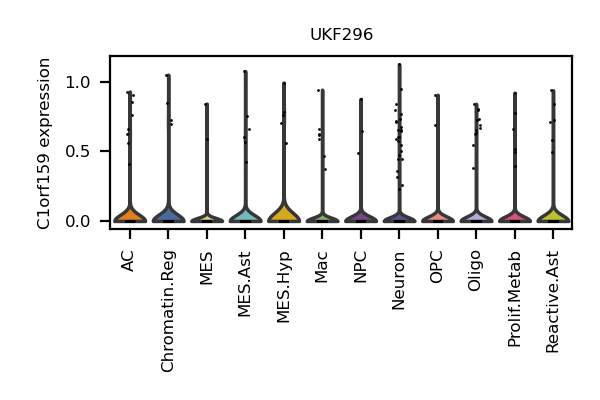 UKF296
C1orf159 expression
1.0
0.5
0.0
AC
Chromatin.Reg
MES
MES.Ast
MES.Hyp
Mac
NPC
Neuron
OPC
Oligo
Prolif.Metab
Reactive.Ast